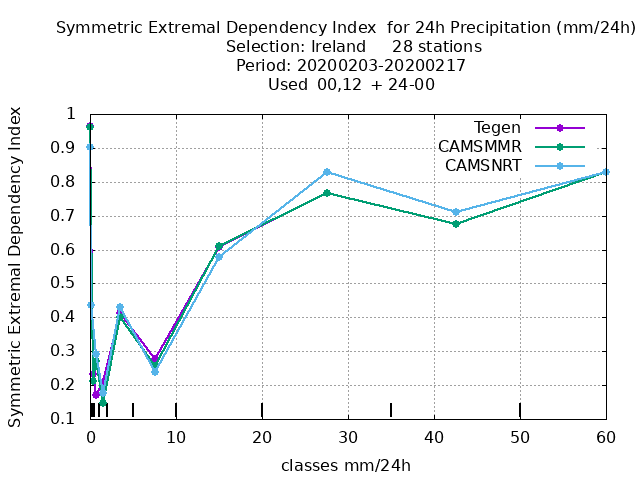 Symmetric Extremal Dependency Index  for 24h Precipitation (mm/24h)
Selection: Ireland     28 stations
Period: 20200203-20200217
Used  00,12  + 24-00
Symmetric Extremal Dependency Index
1
0.9
0.8
0.7
0.6
0.5
0.4
0.3
0.2
0.1
Tegen
CAMSMMR
CAMSNRT
0 10 20 30 40 50 60
classes mm/24h